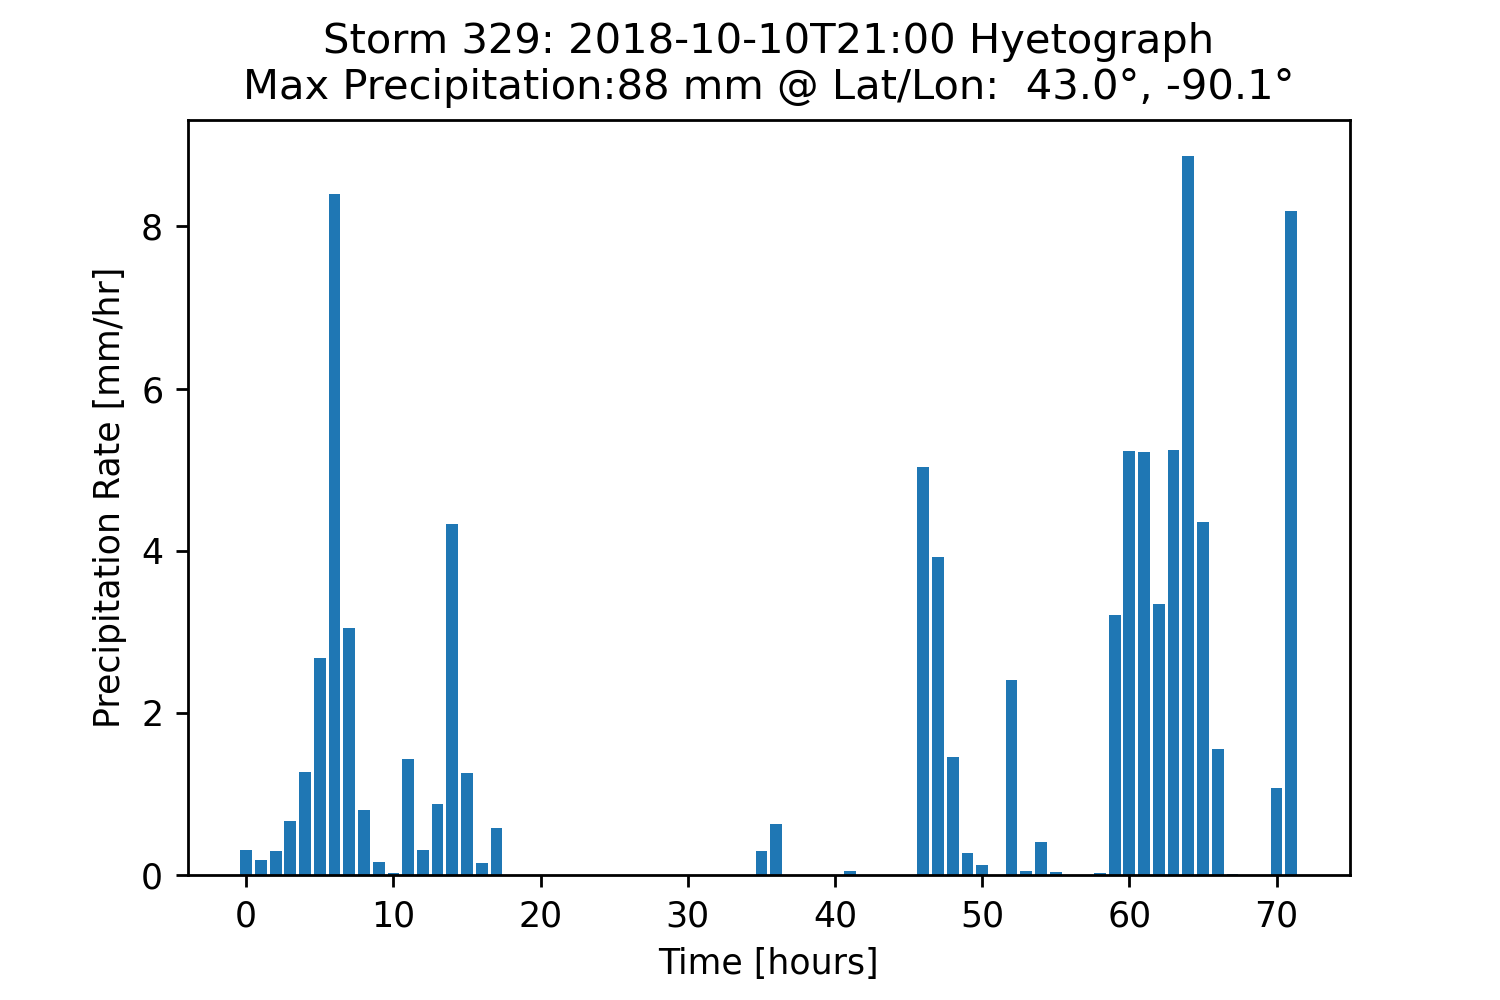 Storm 329: 2018-10-10T21:00 Hyetograph
Max Precipitation:88 mm @ Lat/Lon:  43.0°, -90.1°
Precipitation Rate [mm/hr]
8
6
4
2
0
0 10 20 30 40 50 60 70
Time [hours]